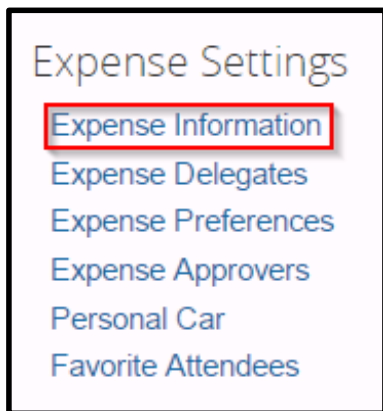 Expense Settings
Expense Information
Expense Delegates
Expense Preferences
Expense Approvers
Personal Car
Favorite Attendees